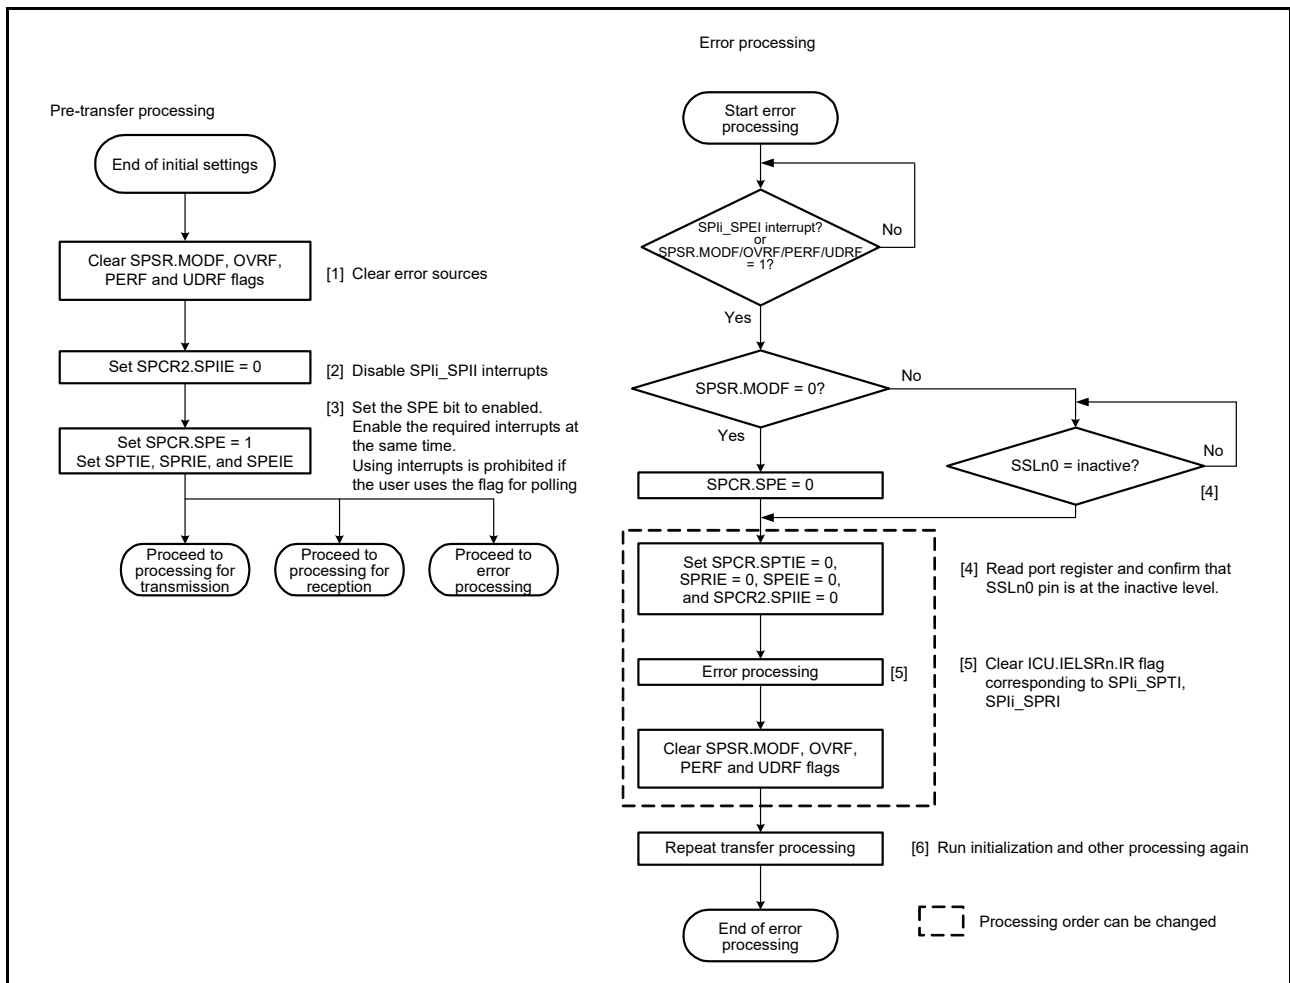 Pre-transfer processing
End of initial settings
Clear SPSR.MODF, OVRF,
PERF and UDRF flags
[1] Clear error sources
Set SPCR2.SPIIE = 0
[2] Disable SPIi_SPII interrupts
[3] Set the SPE bit to enabled.
Enable the required interrupts at
the same time.
Using interrupts is prohibited if
the user uses the flag for polling
Set SPCR.SPE = 1
Set SPTIE, SPRIE, and SPEIE
Proceed to
processing for
transmission
Proceed to
processing for
reception
Proceed to
error
processing
Error processing
Start error
processing
SPIi_SPEI interrupt?
or
SPSR.MODF/OVRF/PERF/UDRF
= 1?
No
Yes
SPSR.MODF = 0?
No
Yes
SSLn0 = inactive?
No
[4]
SPCR.SPE = 0
Set SPCR.SPTIE = 0,
SPRIE = 0, SPEIE = 0,
and SPCR2.SPIIE = 0
[4] Read port register and confirm that
SSLn0 pin is at the inactive level.
Error processing
[5]
[5] Clear ICU.IELSRn.IR flag
corresponding to SPIi_SPTI,
SPIi_SPRI
Clear SPSR.MODF, OVRF,
PERF and UDRF flags
Repeat transfer processing
[6] Run initialization and other processing again
End of error
processing
Processing order can be changed